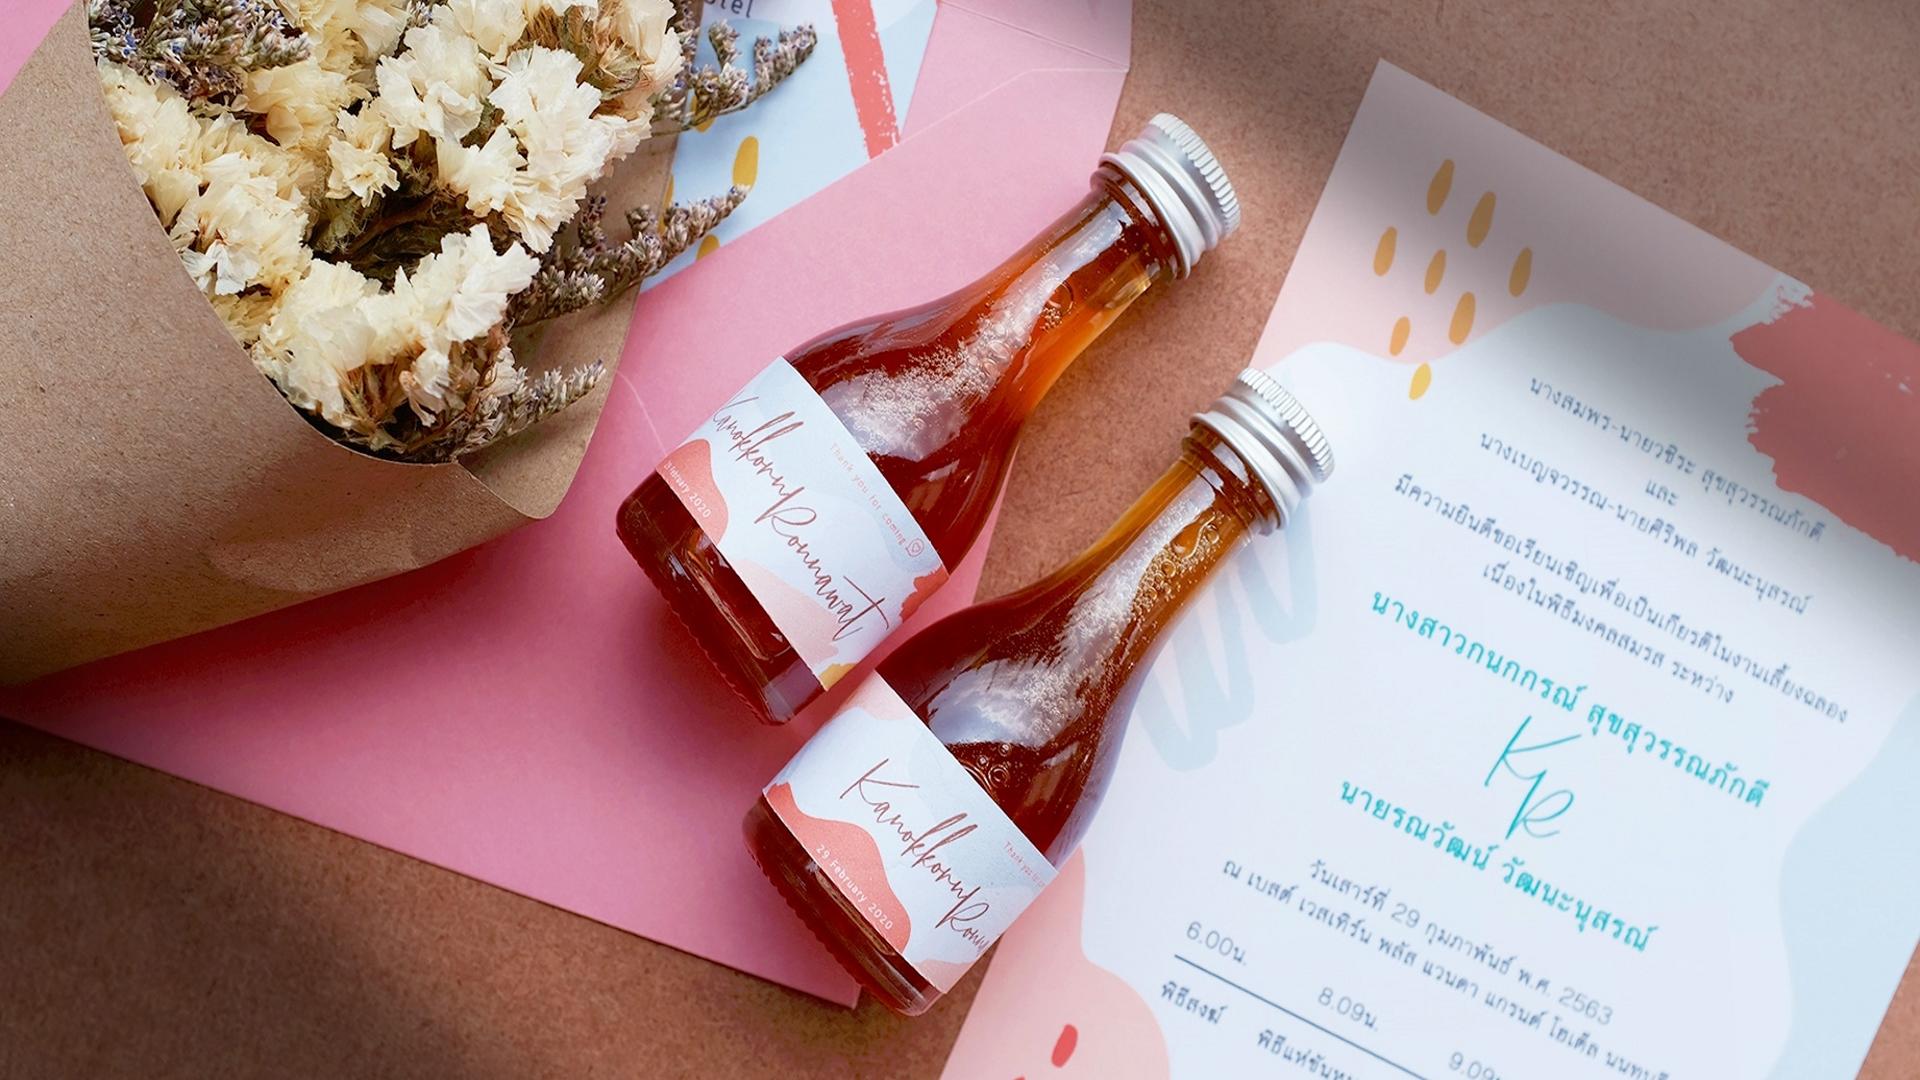 Kanokkorn Ronnawat
Thank you for coming
February 2020
Kanokkorn
Thank you for
29 February 2020
นางสมพร-นายวชิระ สุขสุวรรณภักดี
และ
นางเบญจวรรณ-นายศิริพล วัฒนะนุสรณ์
มีความยินดีขอเรียนเชิญเพื่อเป็นเกียรติในงานเลี้ยงฉลอง
เนื่องในพิธีมงคลสมรส ระหว่าง
นางสาวกนกกรณ์ สุขสุวรรณภักดี
KR
นายรณวัฒน์ วัฒนะนุสรณ์
วันเสาร์ที่ 29 กุมภาพันธ์ พ.ศ. 2563
ณ เบสต์ เวสเทิร์น พลัส แวนดา แกรนด์ โฮเต็ล
6.00น.
พิธีสงฆ์
8.09น.
9.09